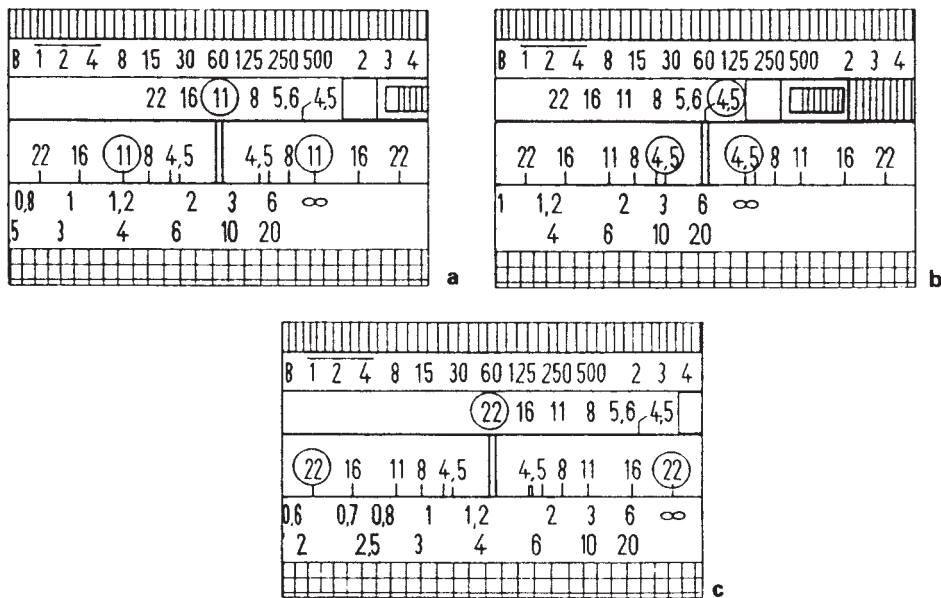 B 1 2 4 8 15 30 60 125 250 500 2 3 4
22 16 11 8 5,6 4,5
22 16 11 8 4,5 4,5 8 11 16 22
0,8 1 1,2 2 3 6 ∞
,5 3 4 6 10 20
a
B 1 2 4 8 15 30 60 125 250 500 2 3 4
22 16 11 8 5,6 4,5
22 16 11 8 4,5 4,5 8 11 16 22
1 1,2 2 3 6 ∞
4 6 10 20
b
B 1 2 4 8 15 30 60 125 250 500 2 3 4
22 16 11 8 5,6 4,5
22 16 11 8 4,5 4,5 8 11 16 22
0,6 0,7 0,8 1 1,2 2 3 6 ∞
2 2,5 3 4 6 10 20
c